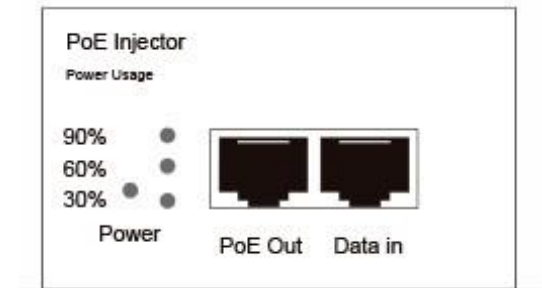 PoE Injector
Power Usage
90%
60%
30%
Power
PoE Out
Data in